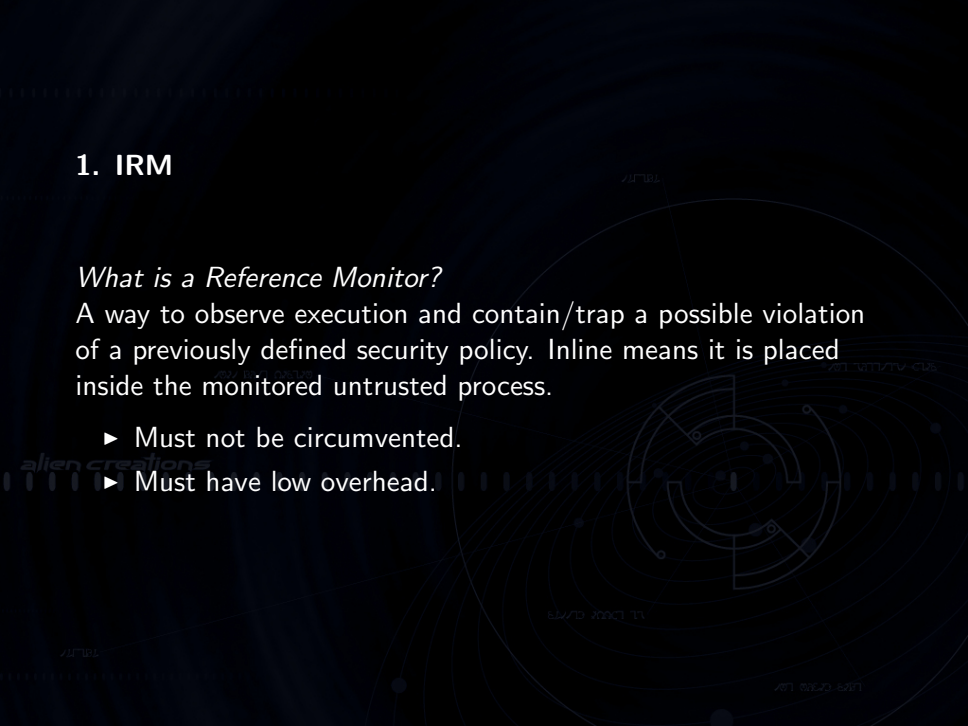 1. IRM
What is a Reference Monitor?
A way to observe execution and contain/trap a possible violation
of a previously defined security policy. Inline means it is placed
inside the monitored untrusted process.
▶ Must not be circumvented.
alien creations
▶ Must have low overhead.